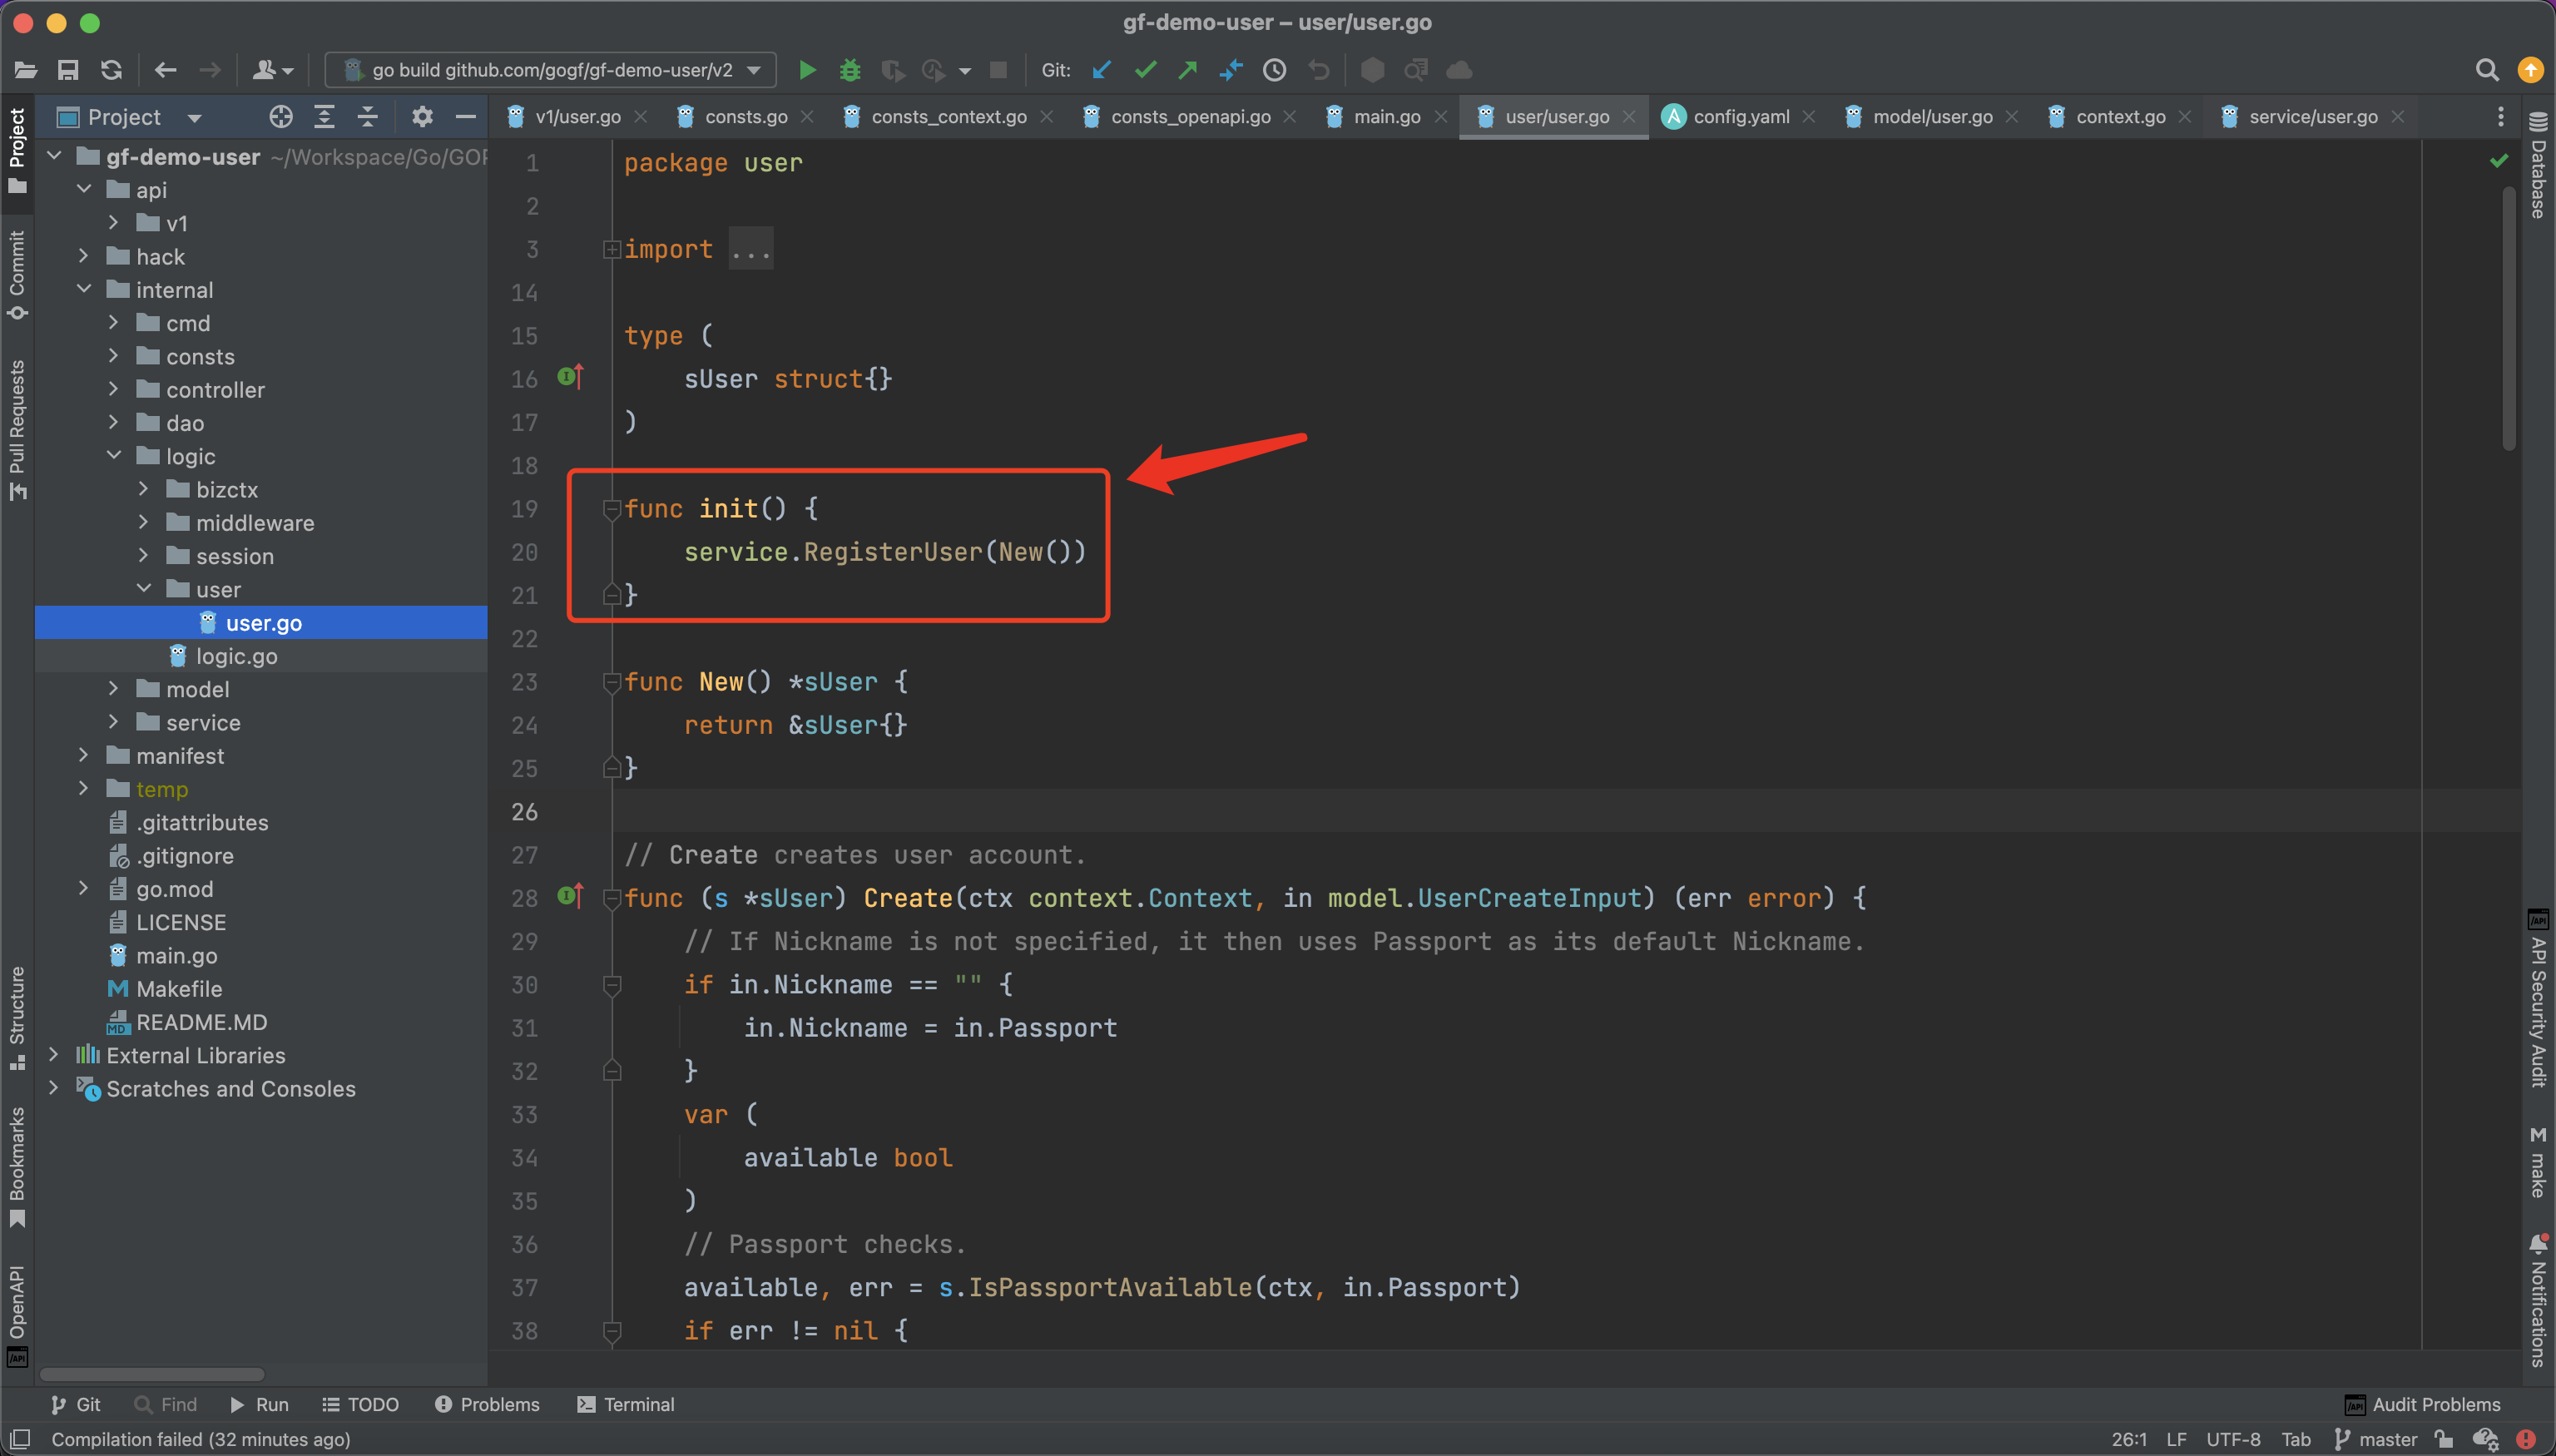 gf-demo-user – user/user.go
go build github.com/gogf/gf-demo-user/v2
Git:
Project
v1/user.go
consts.go
consts_context.go
consts_openapi.go
main.go
user/user.go
config.yaml
model/user.go
context.go
service/user.go
Project
Commit
Pull Requests
Structure
Bookmarks
OpenAPI
gf-demo-user ~/Workspace/Go/GOP
api
v1
hack
internal
cmd
consts
controller
dao
logic
bizctx
middleware
session
user
user.go
logic.go
model
service
manifest
temp
.gitattributes
.gitignore
go.mod
LICENSE
main.go
Makefile
README.MD
External Libraries
Scratches and Consoles
1 package user
2
3 import ...
14
15 type (
16 sUser struct{}
17 )
18
19 func init() {
20 service.RegisterUser(New())
21 }
22
23 func New() *sUser {
24 return &sUser{}
25 }
26
27 // Create creates user account.
28 func (s *sUser) Create(ctx context.Context, in model.UserCreateInput) (err error) {
29 // If Nickname is not specified, it then uses Passport as its default Nickname.
30 if in.Nickname == "" {
31 in.Nickname = in.Passport
32 }
33 var (
34 available bool
35 )
36 // Passport checks.
37 available, err = s.IsPassportAvailable(ctx, in.Passport)
38 if err != nil {
Database
API Security Audit
make
Notifications
Git
Find
Run
TODO
Problems
Terminal
Audit Problems
Compilation failed (32 minutes ago)
26:1 LF UTF-8 Tab master